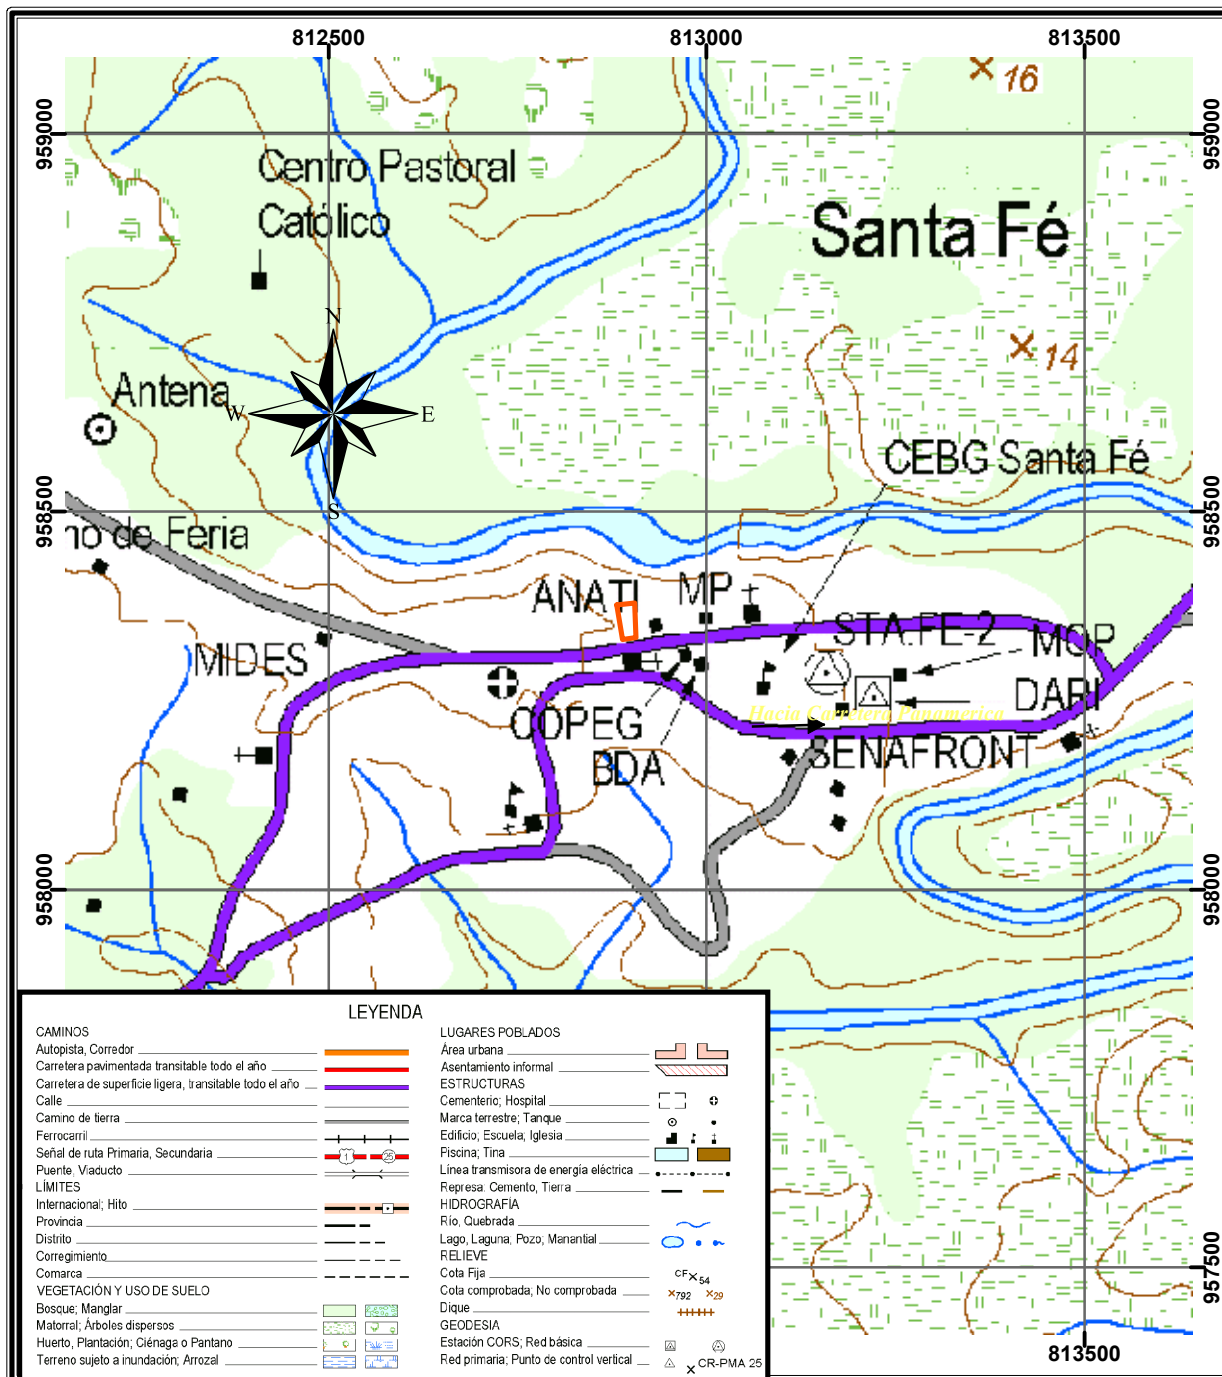 812500
813000
813500
959000
959000
16
Centro Pastoral
Católico
Santa Fé
N
14
Antena
W
E
CEBG Santa Fé
S
958500
958500
no de Feria
ANATI
MP
STA.FE-2
MOP
MIDES
DARI
Hacia Carretera Panamerica
COPEG
BDA
SENAFRONT
958000
958000
957500
813500
LEYENDA
CAMINOS
Autopista, Corredor
Carretera pavimentada transitable todo el año
Carretera de superficie ligera, transitable todo el año
Calle
Camino de tierra
Ferrocarril
Señal de ruta Primaria, Secundaria
1
26
Puente, Viaducto
LÍMITES
Internacional; Hito
Provincia
Distrito
Corregimiento
Comarca
VEGETACIÓN Y USO DE SUELO
Bosque; Manglar
Matorral; Árboles dispersos
Huerto, Plantación; Ciénaga o Pantano
Terreno sujeto a inundación; Arrozal
LUGARES POBLADOS
Área urbana
Asentamiento informal
ESTRUCTURAS
Cementerio; Hospital
Marca terrestre; Tanque
Edificio; Escuela; Iglesia
Piscina; Tina
Línea transmisora de energía eléctrica
Represa: Cemento, Tierra
HIDROGRAFÍA
Río, Quebrada
Lago, Laguna; Pozo; Manantial
RELIEVE
Cota Fija
CF 54
Cota comprobada; No comprobada
792
29
Dique
GEODESIA
Estación CORS; Red básica
Red primaria; Punto de control vertical
CR-PMA 25